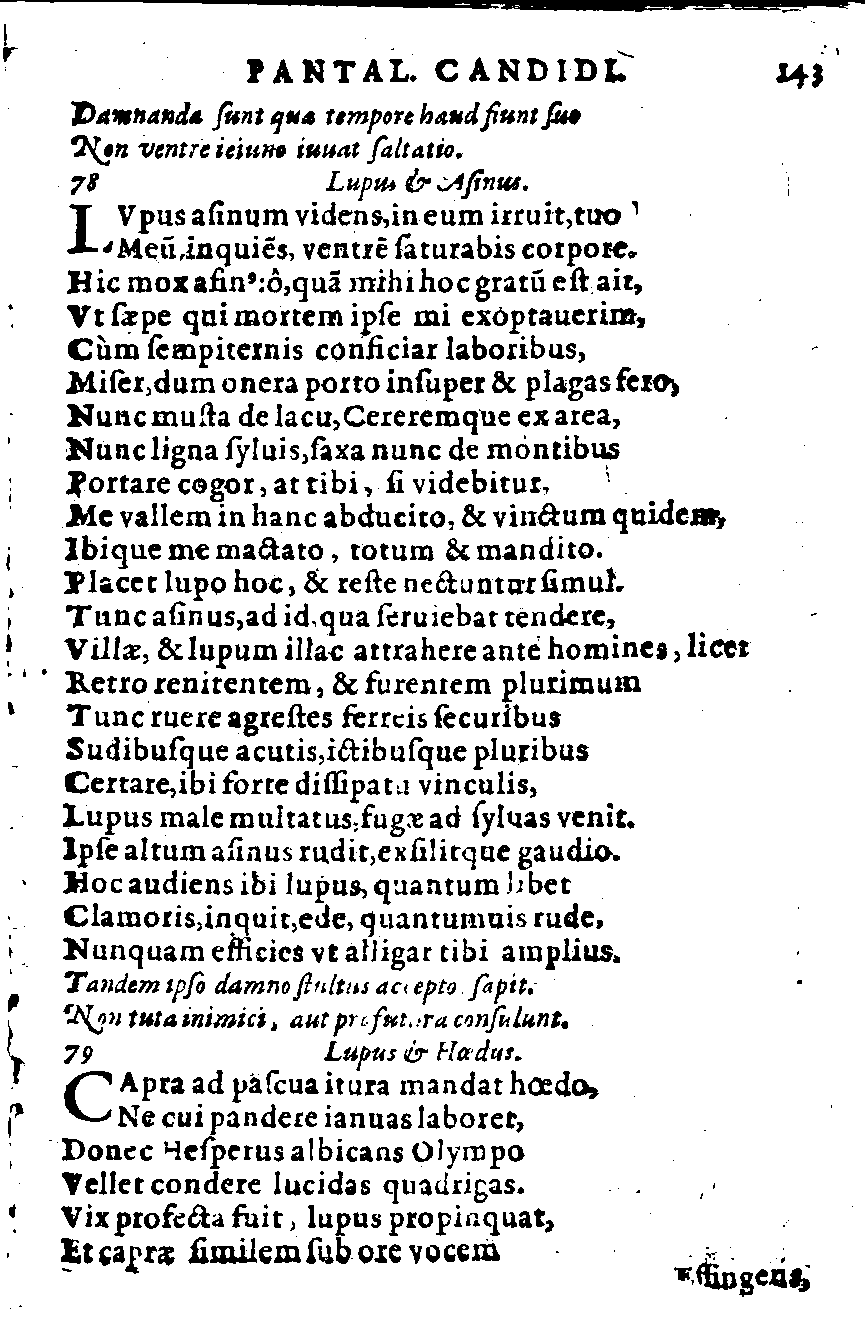 PANTAL. CANDIDI. 143
Damnanda ſunt quæ tempore haud fiunt ſuo
Non ventre ieiuno iuuat ſaltatio.
78 Lupus & Aſinus.
LVpus aſinum videns, in eum irruit, tuo
Meū, inquiēs, ventrē ſaturabis corpore.
Hic mox aſinꝰ: ô, quā mihi hoc gratū eſt ait,
Vt ſæpe qui mortem ipſe mi exoptauerim,
Cùm ſempiternis conficiar laboribus,
Miſer, dum onera porto inſuper & plagas fero,
Nunc muſta de lacu, Cereremque ex area,
Nunc ligna ſyluis, ſaxa nunc de montibus
Portare cogor, at tibi, ſi videbitur,
Me vallem in hanc abducito, & vinctum quidem,
Ibique me mactato, totum & mandito.
Placet lupo hoc, & reſte nectuntur ſimul.
Tunc aſinus, ad id, qua ſeruiebat tendere,
Villæ, & lupum illac attrahere ante homines, licet
Retro renitentem, & furentem plurimum
Tunc ruere agreſtes ferreis ſecuribus
Sudibuſque acutis, ictibuſque pluribus
Certare, ibi forte diſſipatis vinculis,
Lupus male multatus, fugæ ad ſyluas venit.
Ipſe altum aſinus rudit, exſilitque gaudio.
Hoc audiens ibi lupus, quantum libet
Clamoris, inquit, ede, quantumuis rude,
Nunquam efficies vt alligar tibi amplius.
Tandem ipſo damno ſtultus accepto ſapit.
Non tuta inimici, aut profutura conſulunt.
79 Lupus & Hœdus.
CApra ad paſcua itura mandat hœdo,
Ne cui pandere ianuas laboret,
Donec Heſperus albicans Olympo
Vellet condere lucidas quadrigas.
Vix profecta fuit, lupus propinquat,
Et capræ ſimilem ſub ore vocem
Effingens,